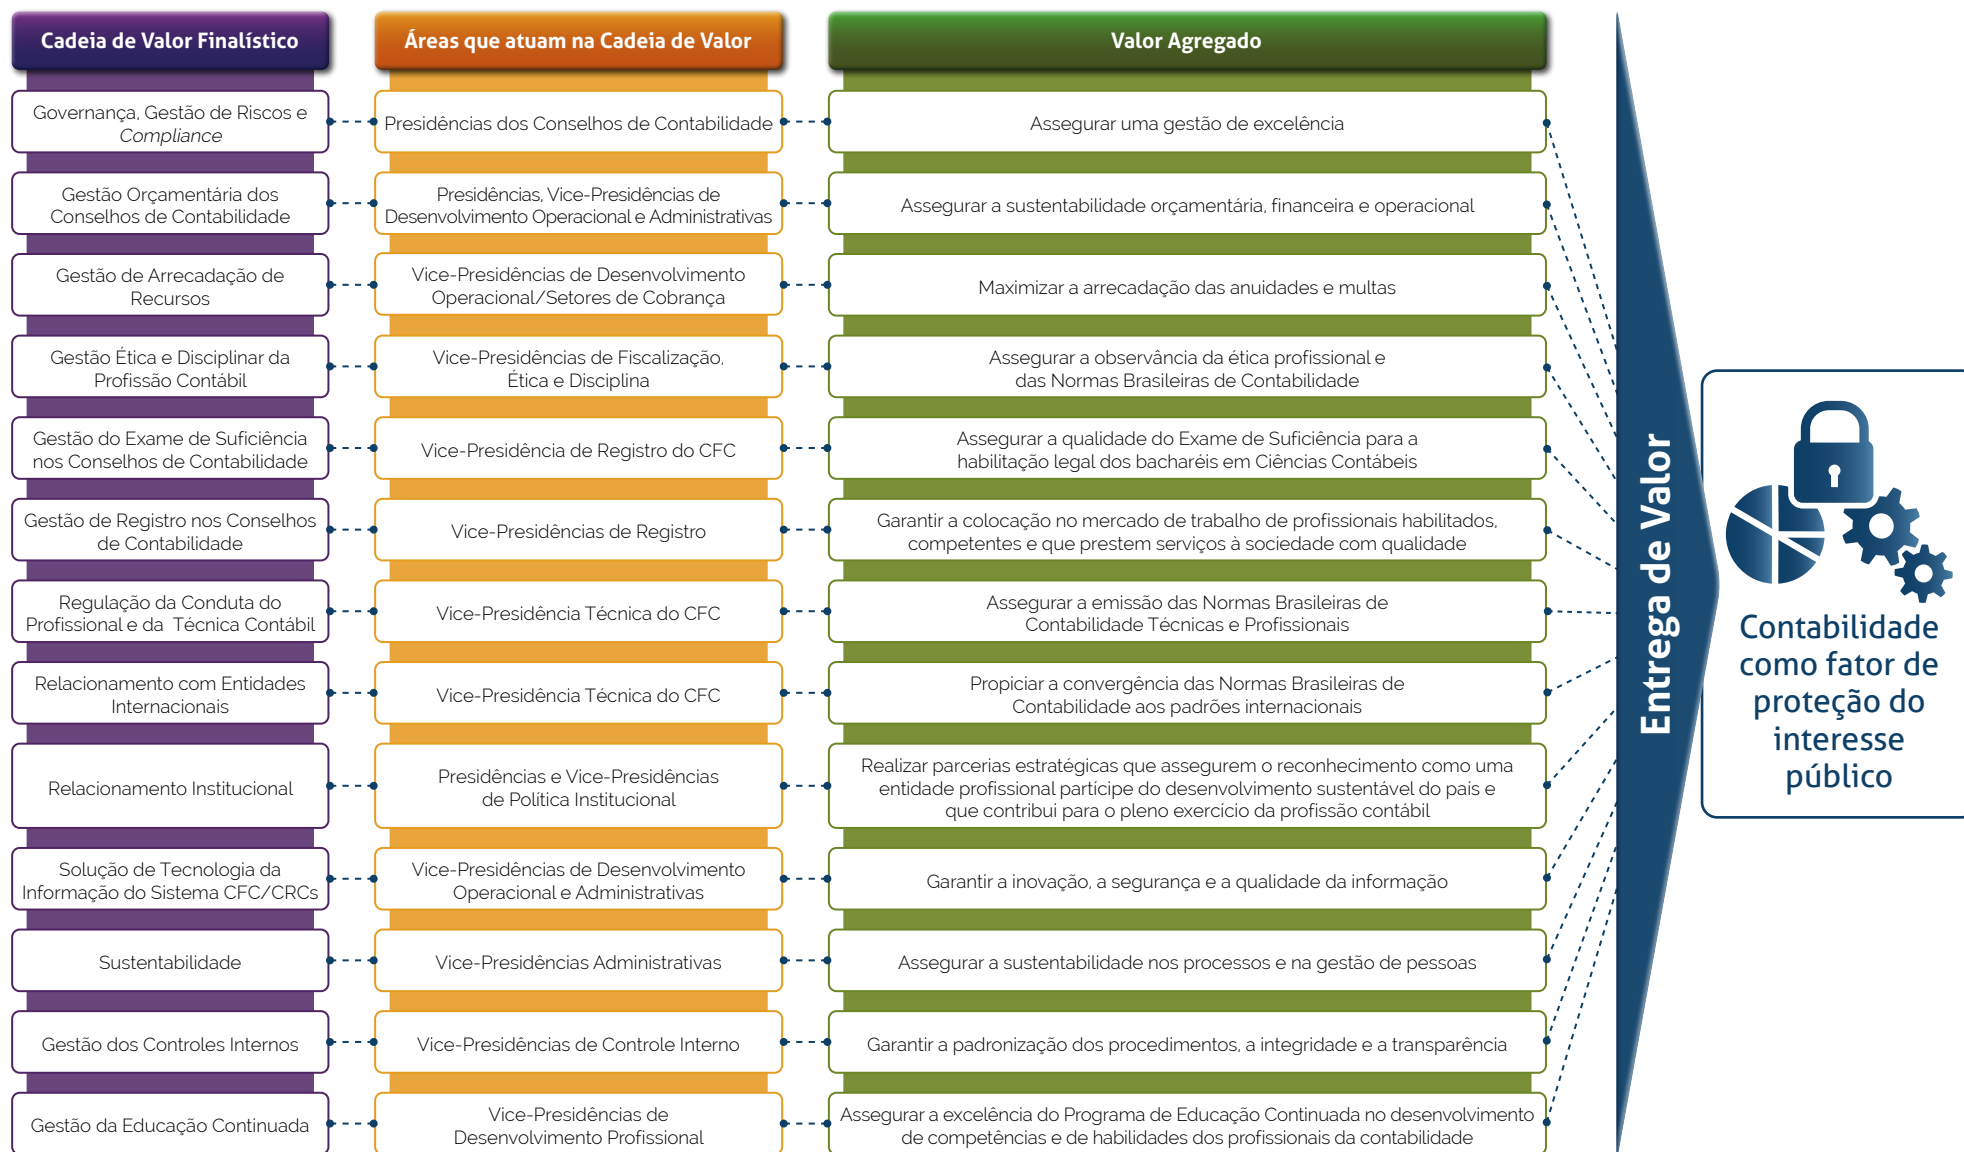 Cadeia de Valor Finalístico
Áreas que atuam na Cadeia de Valor
Valor Agregado
Governança, Gestão de Riscos e
Compliance
Presidências dos Conselhos de Contabilidade
Assegurar uma gestão de excelência
Gestão Orçamentária dos
Conselhos de Contabilidade
Presidências, Vice-Presidências de
Desenvolvimento Operacional e Administrativas
Assegurar a sustentabilidade orçamentária, financeira e operacional
Gestão de Arrecadação de
Recursos
Vice-Presidências de Desenvolvimento
Operacional/Setores de Cobrança
Maximizar a arrecadação das anuidades e multas
Gestão Ética e Disciplinar da
Profissão Contábil
Vice-Presidências de Fiscalização,
Ética e Disciplina
Assegurar a observância da ética profissional e
das Normas Brasileiras de Contabilidade
Gestão do Exame de Suficiência
nos Conselhos de Contabilidade
Vice-Presidência de Registro do CFC
Assegurar a qualidade do Exame de Suficiência para a
habilitação legal dos bacharéis em Ciências Contábeis
Gestão de Registro nos Conselhos
de Contabilidade
Vice-Presidências de Registro
Garantir a colocação no mercado de trabalho de profissionais habilitados,
competentes e que prestem serviços à sociedade com qualidade
Regulação da Conduta do
Profissional e da Técnica Contábil
Vice-Presidência Técnica do CFC
Assegurar a emissão das Normas Brasileiras de
Contabilidade Técnicas e Profissionais
Relacionamento com Entidades
Internacionais
Vice-Presidência Técnica do CFC
Propiciar a convergência das Normas Brasileiras de
Contabilidade aos padrões internacionais
Relacionamento Institucional
Presidências e Vice-Presidências
de Política Institucional
Realizar parcerias estratégicas que assegurem o reconhecimento como uma
entidade profissional partícipe do desenvolvimento sustentável do país e
que contribui para o pleno exercício da profissão contábil
Solução de Tecnologia da
Informação do Sistema CFC/CRCs
Vice-Presidências de Desenvolvimento
Operacional e Administrativas
Garantir a inovação, a segurança e a qualidade da informação
Sustentabilidade
Vice-Presidências Administrativas
Assegurar a sustentabilidade nos processos e na gestão de pessoas
Gestão dos Controles Internos
Vice-Presidências de Controle Interno
Garantir a padronização dos procedimentos, a integridade e a transparência
Gestão da Educação Continuada
Vice-Presidências de
Desenvolvimento Profissional
Assegurar a excelência do Programa de Educação Continuada no desenvolvimento
de competências e de habilidades dos profissionais da contabilidade
Entrega de Valor
Contabilidade
como fator de
proteção do
interesse
público